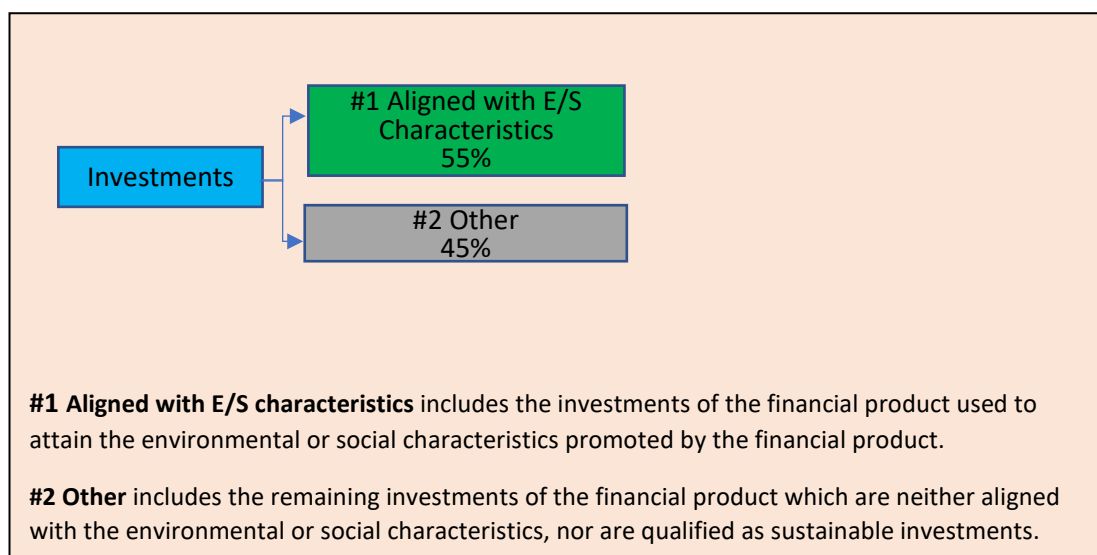 #1 Aligned with E/S
Characteristics
55%
Investments
#2 Other
45%
#1 Aligned with E/S characteristics includes the investments of the financial product used to
attain the environmental or social characteristics promoted by the financial product.
#2 Other includes the remaining investments of the financial product which are neither aligned
with the environmental or social characteristics, nor are qualified as sustainable investments.